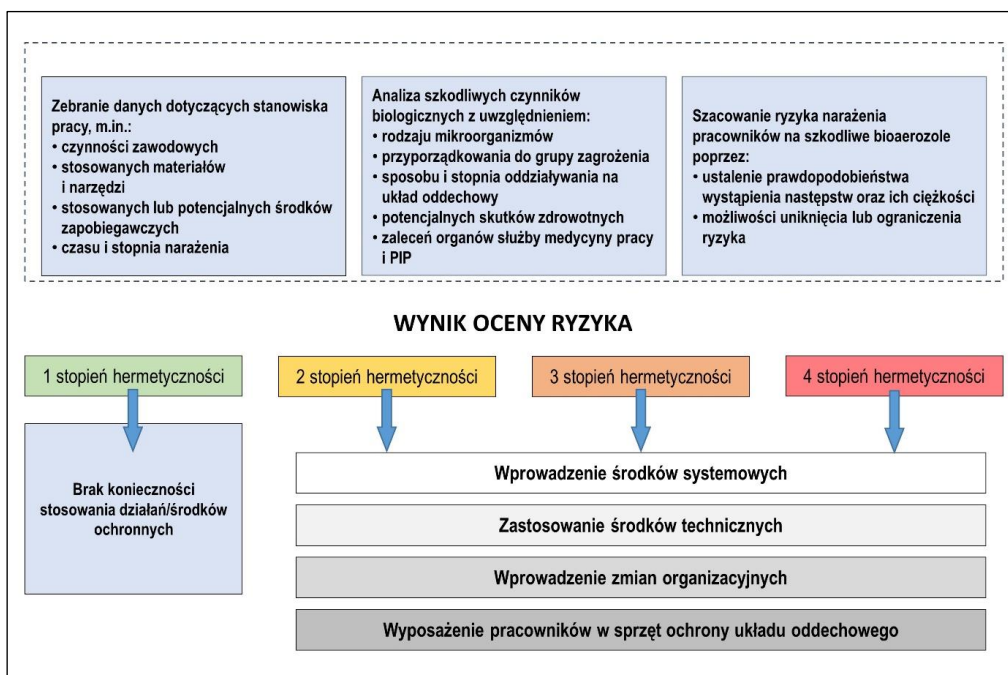 Zebranie danych dotyczących stanowiska
pracy, m.in.:
• czynności zawodowych
• stosowanych materiałów
i narzędzi
• stosowanych lub potencjalnych środków
zapobiegawczych
• czasu i stopnia narażenia
Analiza szkodliwych czynników
biologicznych z uwzględnieniem:
• rodzaju mikroorganizmów
• przyporządkowania do grupy zagrożenia
• sposobu i stopnia oddziaływania na
układ oddechowy
• potencjalnych skutków zdrowotnych
• zaleceń organów służby medycyny pracy
i PIP
Szacowanie ryzyka narażenia
pracowników na szkodliwe bioaerozole
poprzez:
• ustalenie prawdopodobieństwa
wystąpienia następstw oraz ich ciężkości
• możliwości uniknięcia lub ograniczenia
ryzyka
WYNIK OCENY RYZYKA
1 stopień hermetyczności
2 stopień hermetyczności
3 stopień hermetyczności
4 stopień hermetyczności
Brak konieczności
stosowania działań/środków
ochronnych
Wprowadzenie środków systemowych
Zastosowanie środków technicznych
Wprowadzenie zmian organizacyjnych
Wyposażenie pracowników w sprzęt ochrony układu oddechowego